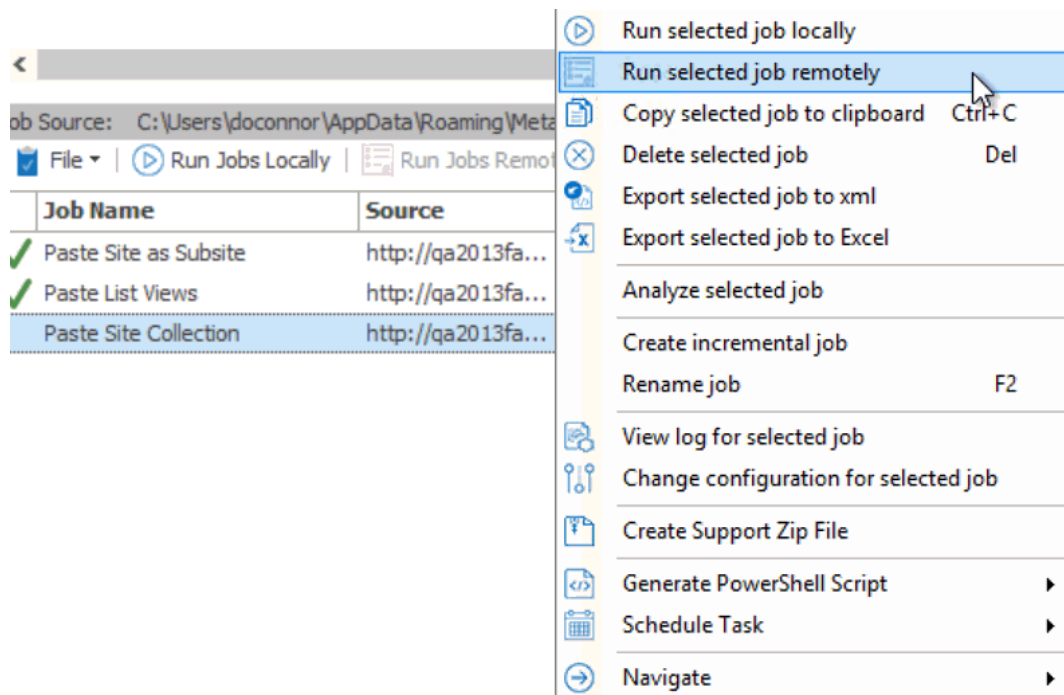 ob Source: C:\Users\doconnor\AppData\Roaming\Meta
File Run Jobs Locally Run Jobs Remot
Job Name Source
Paste Site as Subsite http://qa2013fa...
Paste List Views http://qa2013fa...
Paste Site Collection http://qa2013fa...
Run selected job locally
Run selected job remotely
Copy selected job to clipboard Ctrl+C
Delete selected job Del
Export selected job to xml
Export selected job to Excel
Analyze selected job
Create incremental job
Rename job F2
View log for selected job
Change configuration for selected job
Create Support Zip File
Generate PowerShell Script
Schedule Task
Navigate